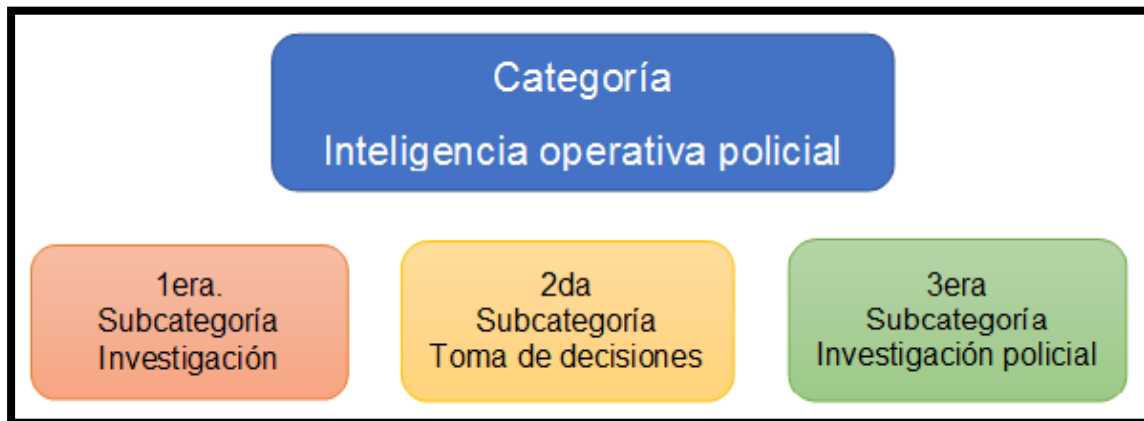 Categoría
Inteligencia operativa policial
1era.
Subcategoría
Investigación
2da
Subcategoría
Toma de decisiones
3era
Subcategoría
Investigación policial